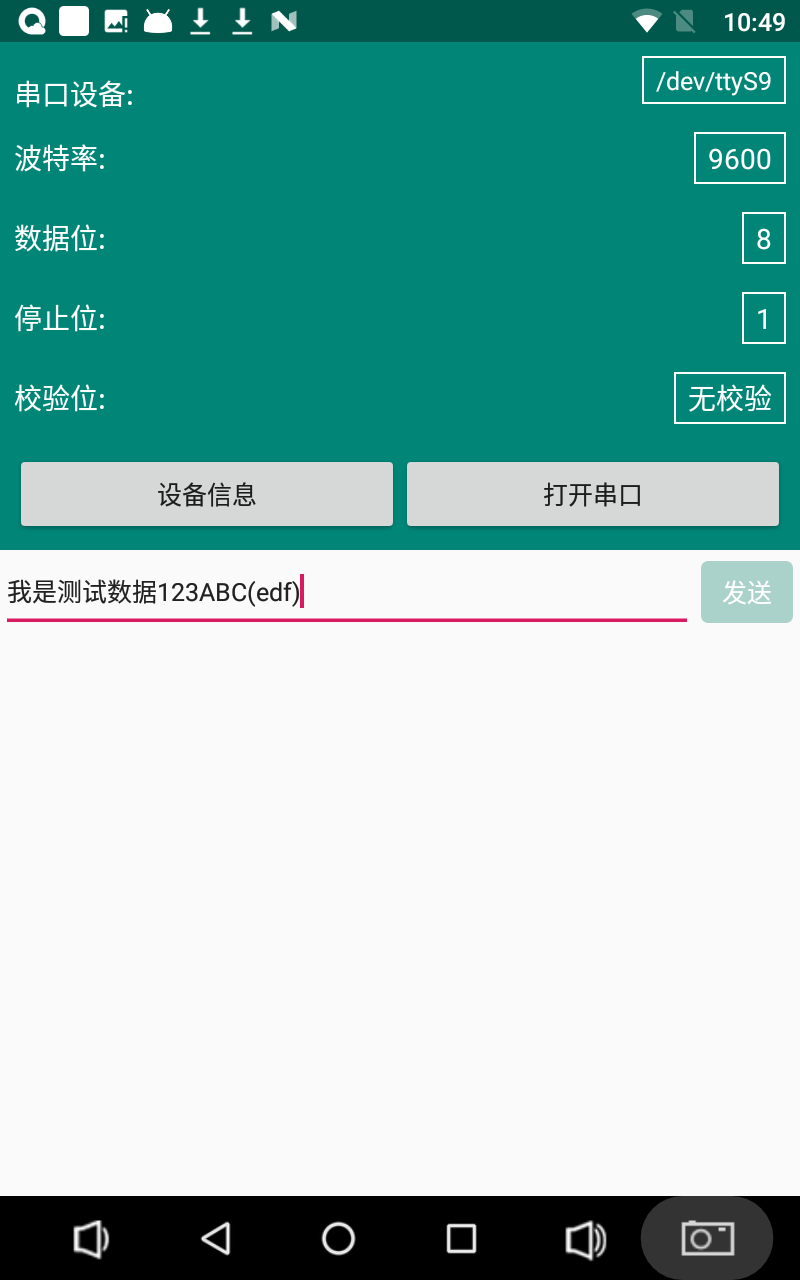 10:49
串口设备: /dev/ttyS9
波特率: 9600
数据位: 8
停止位: 1
校验位: 无校验
设备信息 打开串口
我是测试数据123ABC(edf) 发送